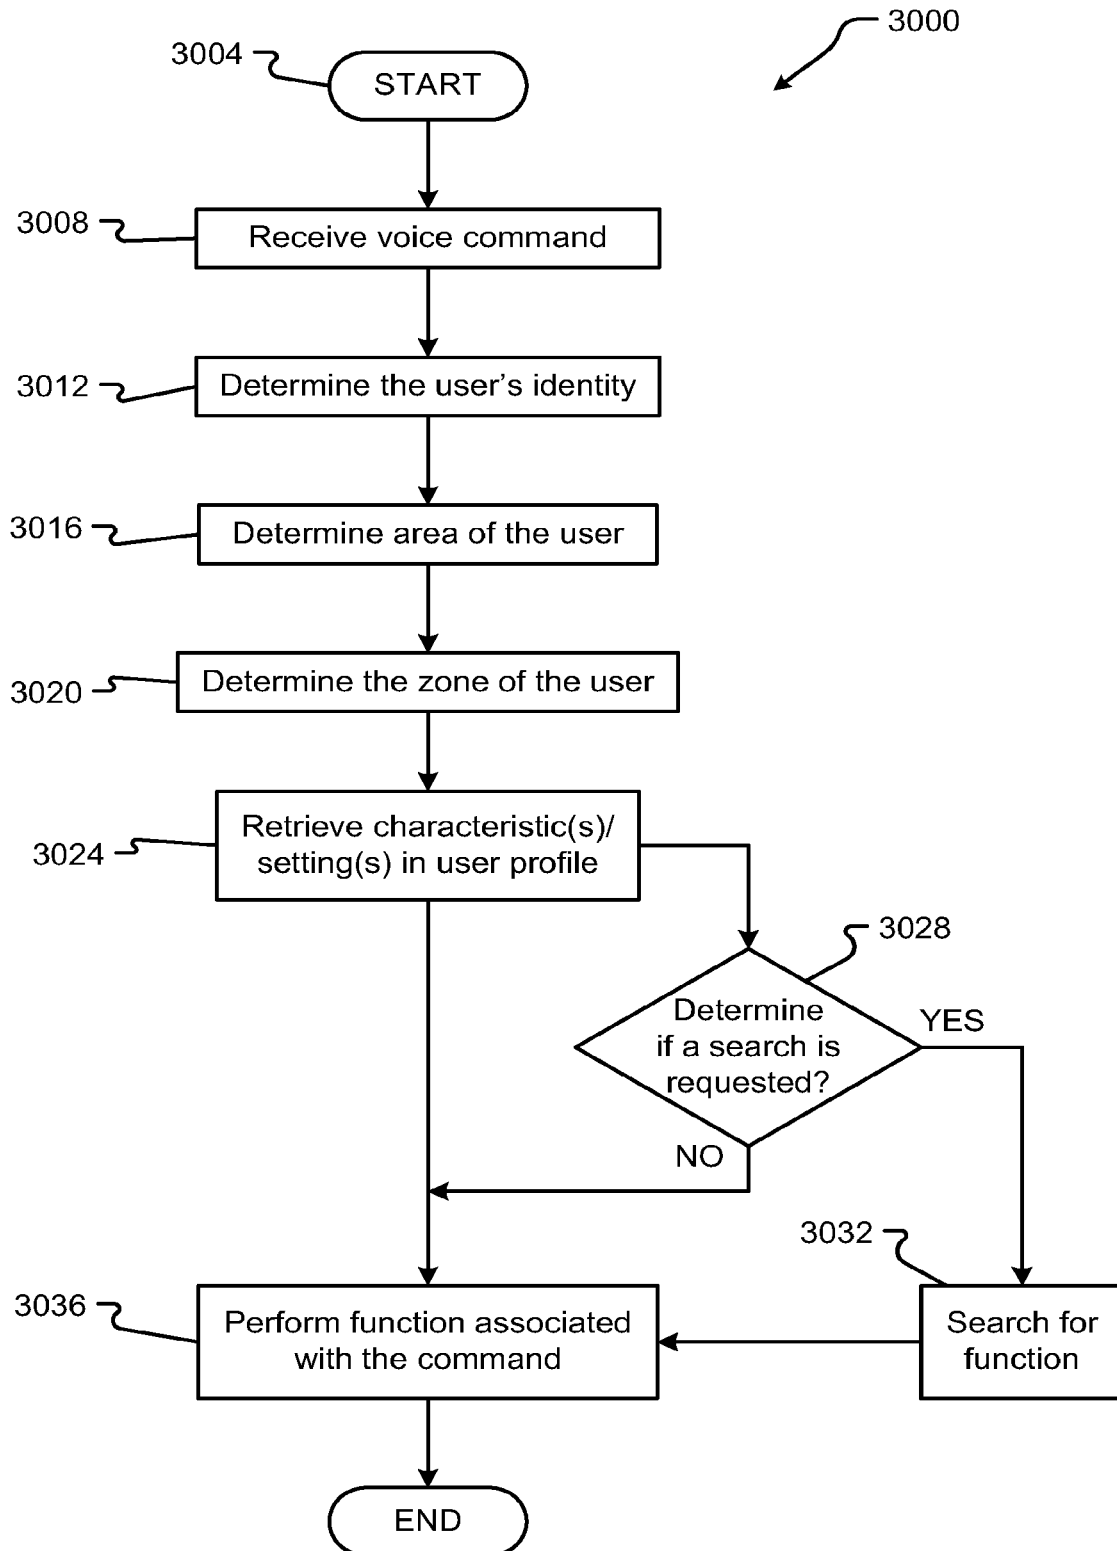 3000
3004
START
3008
Receive voice command
3012
Determine the user's identity
3016
Determine area of the user
3020
Determine the zone of the user
3024
Retrieve characteristic(s)/
setting(s) in user profile
3028
Determine
if a search is
requested?
YES
NO
3032
Search for
function
3036
Perform function associated
with the command
END